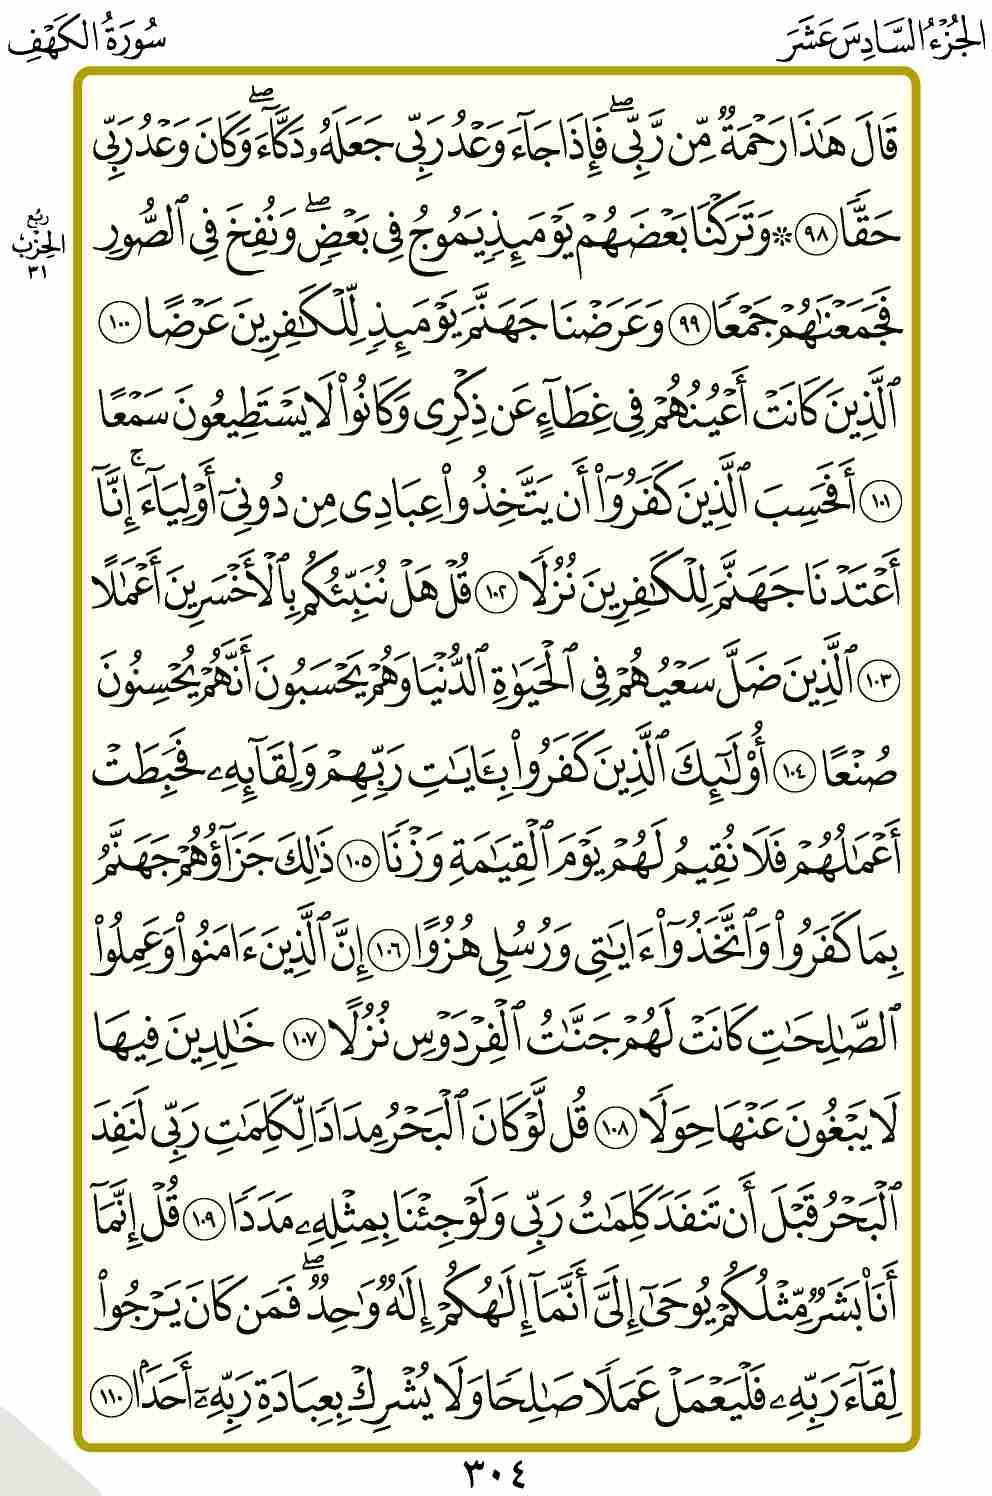 الجُزْءُ السَّادِسَ عَشَرَ
سُورَةُ الكَهْفِ
قَالَ هَٰذَا رَحْمَةٌ مِّن رَّبِّي ۖ فَإِذَا جَآءَ وَعْدُ رَبِّي جَعَلَهُۥ دَكَّآءَ ۖ وَكَانَ وَعْدُ رَبِّي
حَقًّا ٩٨ ۞ وَتَرَكْنَا بَعْضَهُمْ يَوْمَئِذٍ يَمُوجُ فِي بَعْضٍ ۖ وَنُفِخَ فِي ٱلصُّورِ
رُبُع
الحِزْب
٣١
فَجَمَعْنَٰهُمْ جَمْعًا ٩٩ وَعَرَضْنَا جَهَنَّمَ يَوْمَئِذٍ لِّلْكَٰفِرِينَ عَرْضًا ١٠٠
ٱلَّذِينَ كَانَتْ أَعْيُنُهُمْ فِي غِطَآءٍ عَن ذِكْرِي وَكَانُوا۟ لَا يَسْتَطِيعُونَ سَمْعًا
١٠١ أَفَحَسِبَ ٱلَّذِينَ كَفَرُوٓا۟ أَن يَتَّخِذُوا۟ عِبَادِي مِن دُونِيٓ أَوْلِيَآءَ ۚ إِنَّآ
أَعْتَدْنَا جَهَنَّمَ لِلْكَٰفِرِينَ نُزُلًا ١٠٢ قُلْ هَلْ نُنَبِّئُكُم بِٱلْأَخْسَرِينَ أَعْمَٰلًا
١٠٣ ٱلَّذِينَ ضَلَّ سَعْيُهُمْ فِي ٱلْحَيَوٰةِ ٱلدُّنْيَا وَهُمْ يَحْسَبُونَ أَنَّهُمْ يُحْسِنُونَ
صُنْعًا ١٠٤ أُو۟لَٰٓئِكَ ٱلَّذِينَ كَفَرُوا۟ بِـَٔايَٰتِ رَبِّهِمْ وَلِقَآئِهِۦ فَحَبِطَتْ
أَعْمَٰلُهُمْ فَلَا نُقِيمُ لَهُمْ يَوْمَ ٱلْقِيَٰمَةِ وَزْنًا ١٠٥ ذَٰلِكَ جَزَآؤُهُمْ جَهَنَّمُ
بِمَا كَفَرُوا۟ وَٱتَّخَذُوٓا۟ ءَايَٰتِي وَرُسُلِي هُزُوًا ١٠٦ إِنَّ ٱلَّذِينَ ءَامَنُوا۟ وَعَمِلُوا۟
ٱلصَّٰلِحَٰتِ كَانَتْ لَهُمْ جَنَّٰتُ ٱلْفِرْدَوْسِ نُزُلًا ١٠٧ خَٰلِدِينَ فِيهَا
لَا يَبْغُونَ عَنْهَا حِوَلًا ١٠٨ قُل لَّوْ كَانَ ٱلْبَحْرُ مِدَادًا لِّكَلِمَٰتِ رَبِّي لَنَفِدَ
ٱلْبَحْرُ قَبْلَ أَن تَنفَدَ كَلِمَٰتُ رَبِّي وَلَوْ جِئْنَا بِمِثْلِهِۦ مَدَدًا ١٠٩ قُلْ إِنَّمَآ
أَنَا۠ بَشَرٌ مِّثْلُكُمْ يُوحَىٰٓ إِلَيَّ أَنَّمَآ إِلَٰهُكُمْ إِلَٰهٌ وَٰحِدٌ ۖ فَمَن كَانَ يَرْجُوا۟
لِقَآءَ رَبِّهِۦ فَلْيَعْمَلْ عَمَلًا صَٰلِحًا وَلَا يُشْرِكْ بِعِبَادَةِ رَبِّهِۦٓ أَحَدًۢا ١١٠
٣٠٤